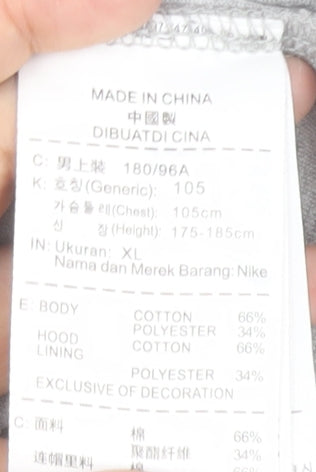 MADE IN CHINA
中國製
DIBUATDI CINA
C: 男上裝 180/96A
K: 호칭(Generic): 105
가슴둘레(Chest): 105cm
신 장(Height): 175-185cm
IN: Ukuran: XL
Nama dan Merek Barang: Nike
E: BODY COTTON 66%
POLYESTER 34%
HOOD LINING COTTON 66%
POLYESTER 34%
EXCLUSIVE OF DECORATION
C: 面料 棉 66%
聚酯纖維 34%
连帽里料 棉 66%